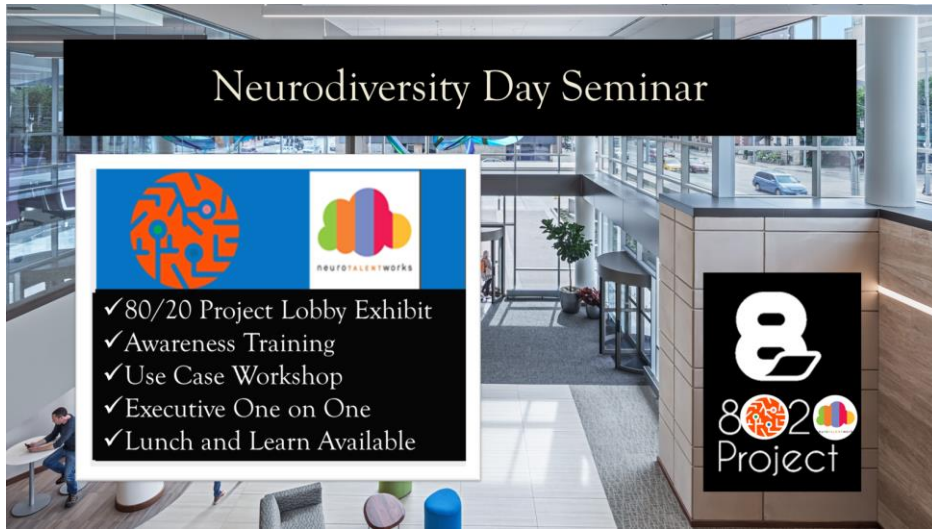 Neurodiversity Day Seminar
neurotalentworks
✓80/20 Project Lobby Exhibit
✓Awareness Training
✓Use Case Workshop
✓Executive One on One
✓Lunch and Learn Available
8
8020
Project